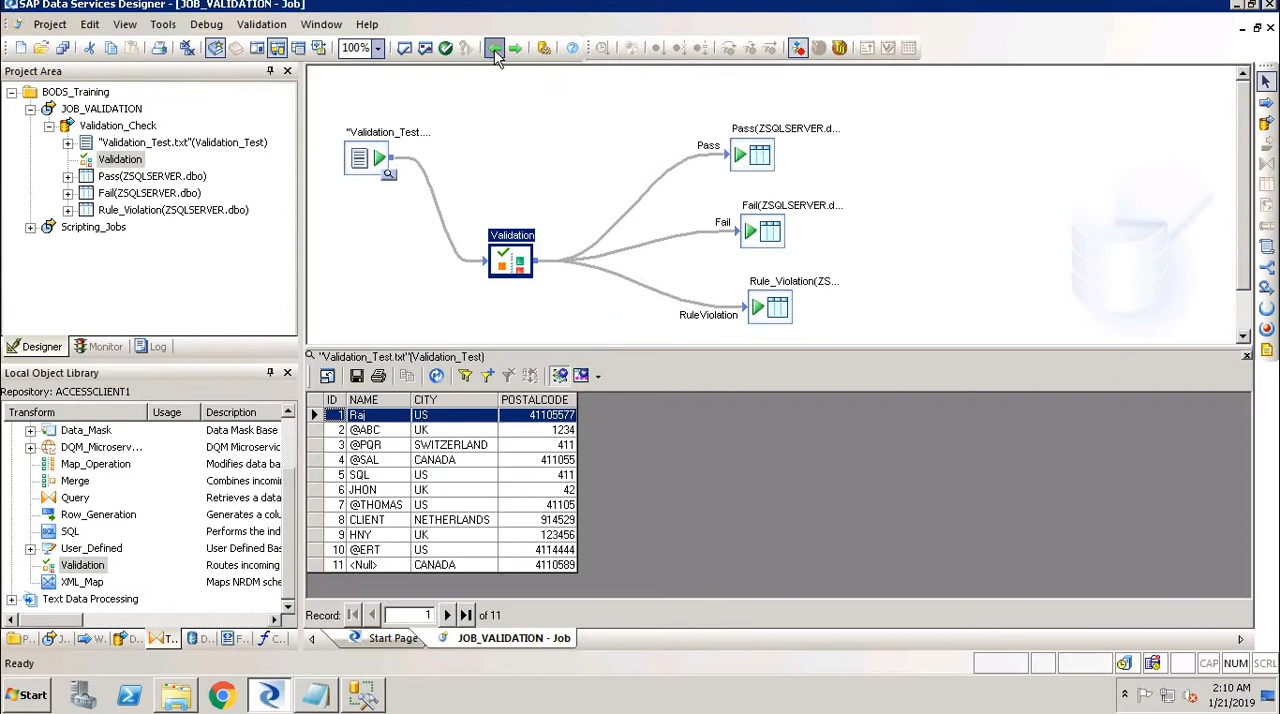 SAP Data Services Designer - [JOB_VALIDATION - Job]
Project Edit View Tools Debug Validation Window Help
100%
Project Area
BODS_Training
JOB_VALIDATION
Validation_Check
"Validation_Test.txt"(Validation_Test)
Validation
Pass(ZSQLSERVER.dbo)
Fail(ZSQLSERVER.dbo)
Rule_Violation(ZSQLSERVER.dbo)
Scripting_Jobs
Designer Monitor Log
"Validation_Test....
Validation
Pass
Pass(ZSQLSERVER.d...
Fail
Fail(ZSQLSERVER.d...
RuleViolation
Rule_Violation(ZS...
Local Object Library
Repository: ACCESSCLIENT1
Transform Usage Description
Data_Mask Data Mask Base
DQM_Microserv... Data Quality Mic
Map_Operation Modifies data ba
Merge Combines incomi
Query Retrieves a data
Row_Generation Generates a colu
SQL Performs the ind
User_Defined User Defined Bas
Validation Routes incoming
XML_Map Maps NRDM sche
Text Data Processing
P.. J... W.. D... T... D... F... C...
"Validation_Test.txt"(Validation_Test)
ID NAME CITY POSTALCODE
1 Raj US 41105577
2 @ABC UK 1234
3 @PQR SWITZERLAND 411
4 @SAL CANADA 411055
5 SQL US 411
6 JHON UK 42
7 @THOMAS US 41105
8 CLIENT NETHERLANDS 914529
9 HNY UK 123456
10 @ERT US 4114444
11 <Null> CANADA 4110589
Record: 1 of 11
Start Page JOB_VALIDATION - Job
Ready
CAP NUM SCRL
Start
2:10 AM
1/21/2019